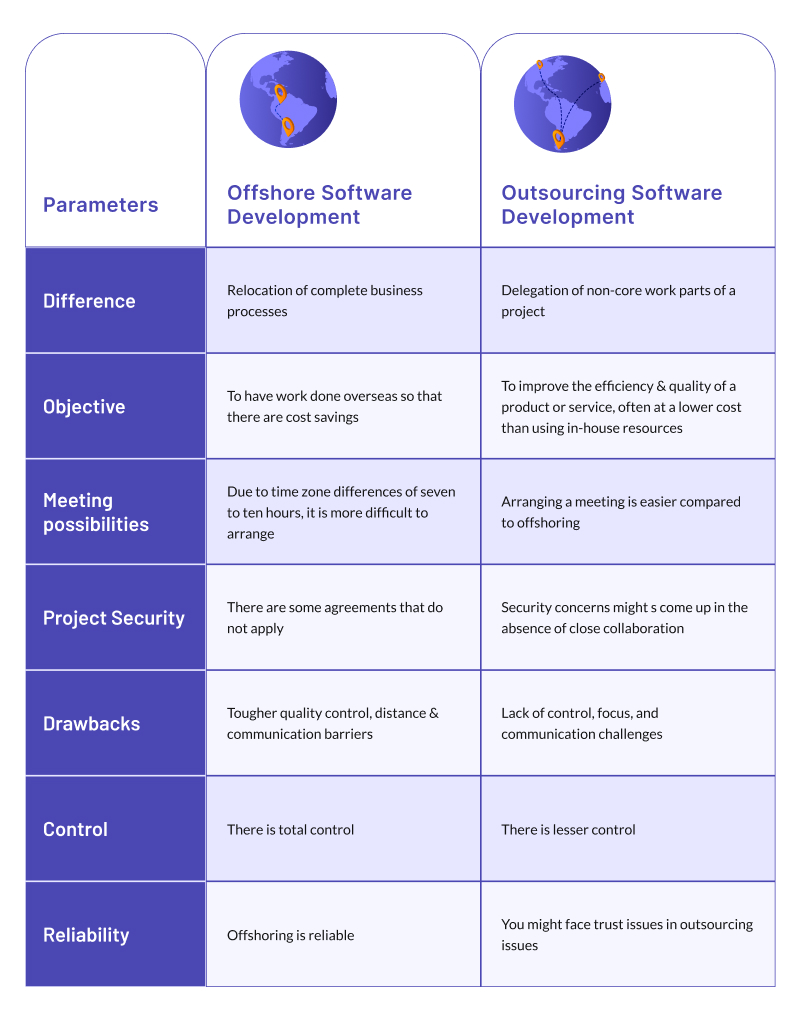 Parameters
Offshore Software
Development
Outsourcing Software
Development
Difference
Relocation of complete business
processes
Delegation of non-core work parts of a
project
Objective
To have work done overseas so that
there are cost savings
To improve the efficiency & quality of a
product or service, often at a lower cost
than using in-house resources
Meeting
possibilities
Due to time zone differences of seven
to ten hours, it is more difficult to
arrange
Arranging a meeting is easier compared
to offshoring
Project Security
There are some agreements that do
not apply
Security concerns might s come up in the
absence of close collaboration
Drawbacks
Tougher quality control, distance &
communication barriers
Lack of control, focus, and
communication challenges
Control
There is total control
There is lesser control
Reliability
Offshoring is reliable
You might face trust issues in outsourcing
issues